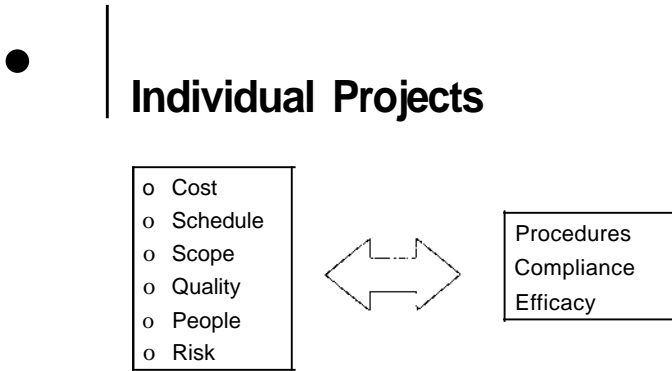 Individual Projects
o Cost
o Schedule
o Scope
o Quality
o People
o Risk
Procedures
Compliance
Efficacy